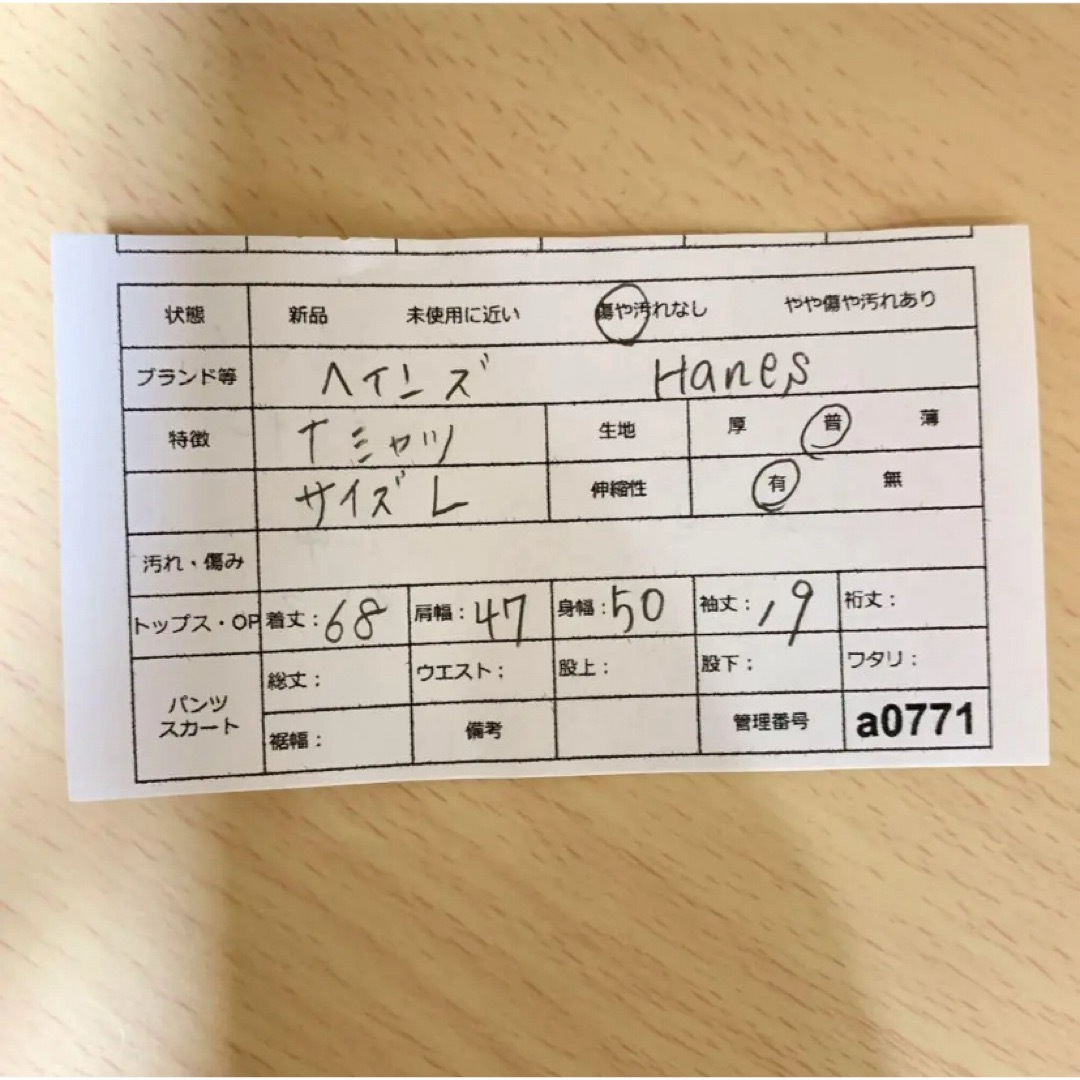 状態 新品 未使用に近い 傷や汚れなし やや傷や汚れあり
ブランド等 ヘインズ Hanes
特徴 Tシャツ 生地 厚 普 薄
サイズ L 伸縮性 有 無
汚れ・傷み
トップス・OP 着丈：68 肩幅：47 身幅：50 袖丈：19 裄丈：
パンツ スカート 総丈： ウエスト： 股上： 股下： ワタリ：
裾幅： 備考 管理番号 a0771